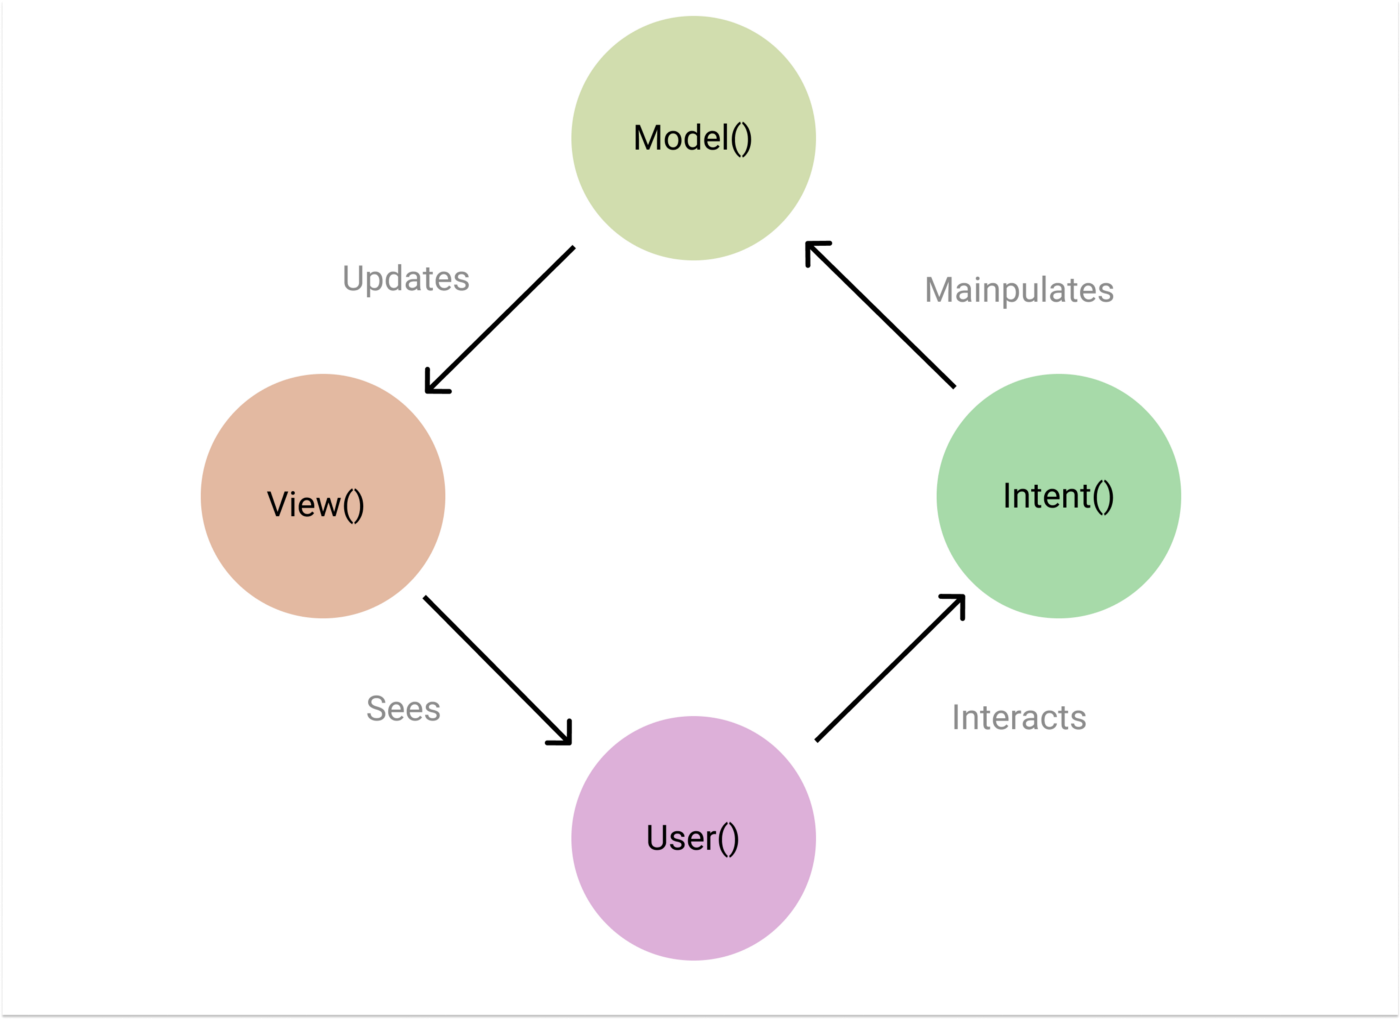 Model()
Updates
Mainpulates
View()
Intent()
Sees
Interacts
User()